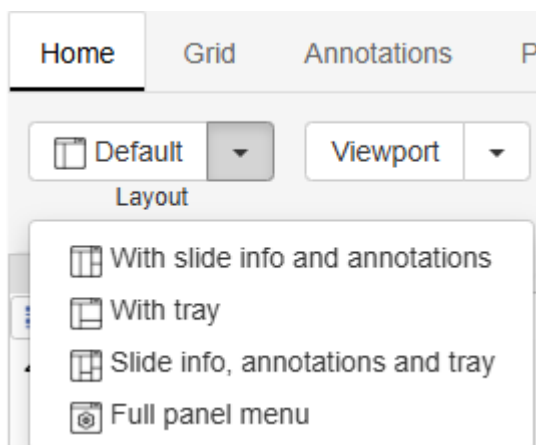 Home Grid Annotations P
Default Viewport
Layout
With slide info and annotations
With tray
Slide info, annotations and tray
Full panel menu